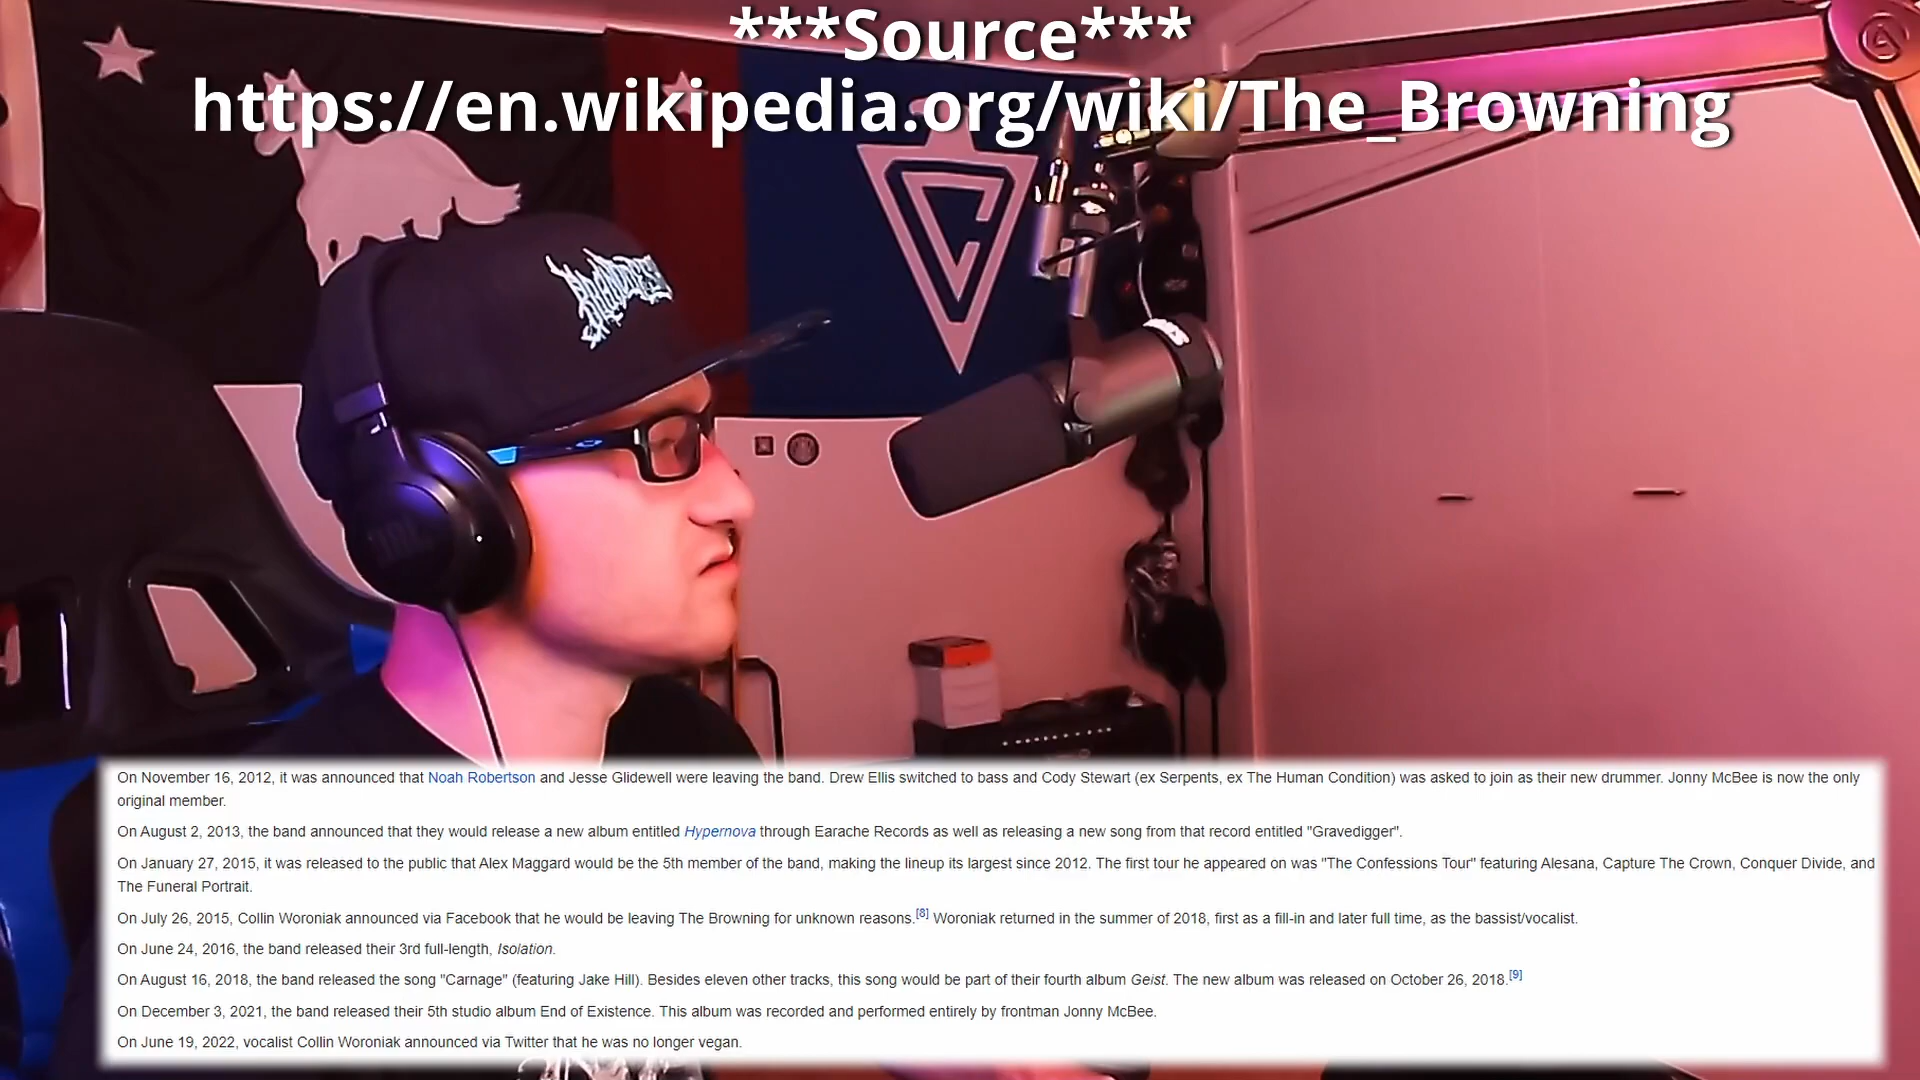 ***Source***
https://en.wikipedia.org/wiki/The_Browning
JBL
On November 16, 2012, it was announced that Noah Robertson and Jesse Glidewell were leaving the band. Drew Ellis switched to bass and Cody Stewart (ex Serpents, ex The Human Condition) was asked to join as their new drummer. Jonny McBee is now the only
original member.
On August 2, 2013, the band announced that they would release a new album entitled Hypernova through Earache Records as well as releasing a new song from that record entitled "Gravedigger".
On January 27, 2015, it was released to the public that Alex Maggard would be the 5th member of the band, making the lineup its largest since 2012. The first tour he appeared on was "The Confessions Tour" featuring Alesana, Capture The Crown, Conquer Divide, and
The Funeral Portrait.
On July 26, 2015, Collin Woroniak announced via Facebook that he would be leaving The Browning for unknown reasons.[8] Woroniak returned in the summer of 2018, first as a fill-in and later full time, as the bassist/vocalist.
On June 24, 2016, the band released their 3rd full-length, Isolation.
On August 16, 2018, the band released the song "Carnage" (featuring Jake Hill). Besides eleven other tracks, this song would be part of their fourth album Geist. The new album was released on October 26, 2018.[9]
On December 3, 2021, the band released their 5th studio album End of Existence. This album was recorded and performed entirely by frontman Jonny McBee.
On June 19, 2022, vocalist Collin Woroniak announced via Twitter that he was no longer vegan.